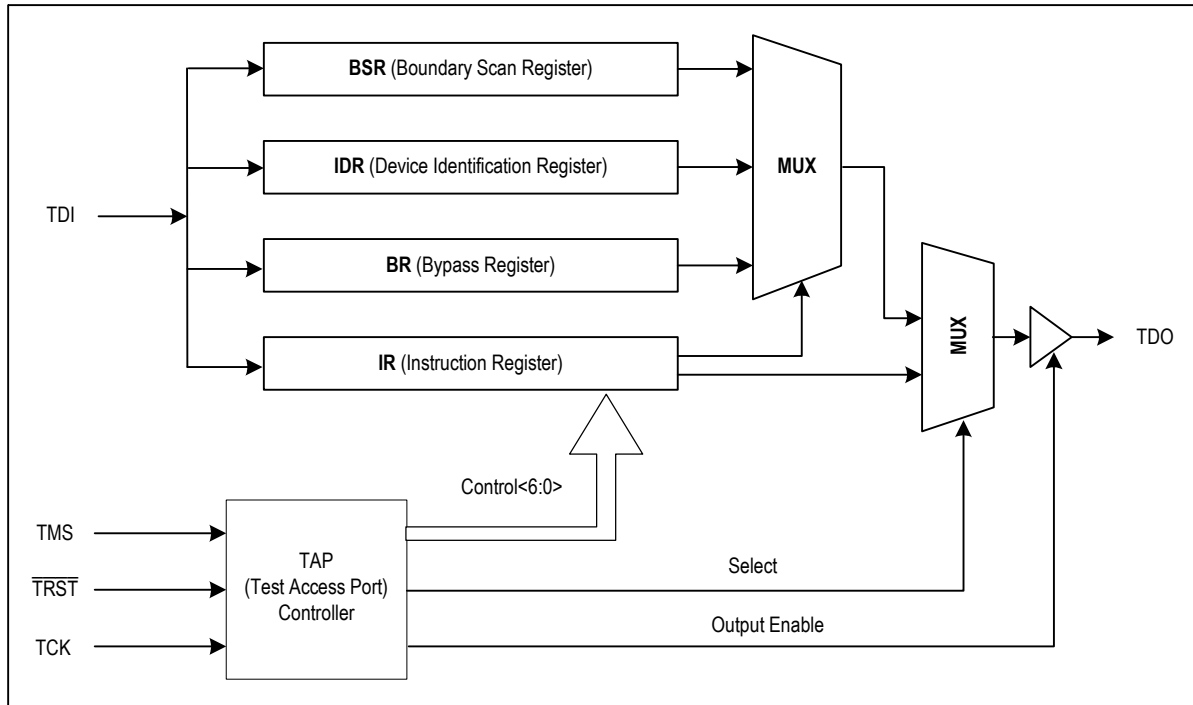 BSR (Boundary Scan Register)
IDR (Device Identification Register)
MUX
TDI
BR (Bypass Register)
IR (Instruction Register)
MUX
TDO
Control<6:0>
TMS
TRST
TCK
TAP
(Test Access Port)
Controller
Select
Output Enable